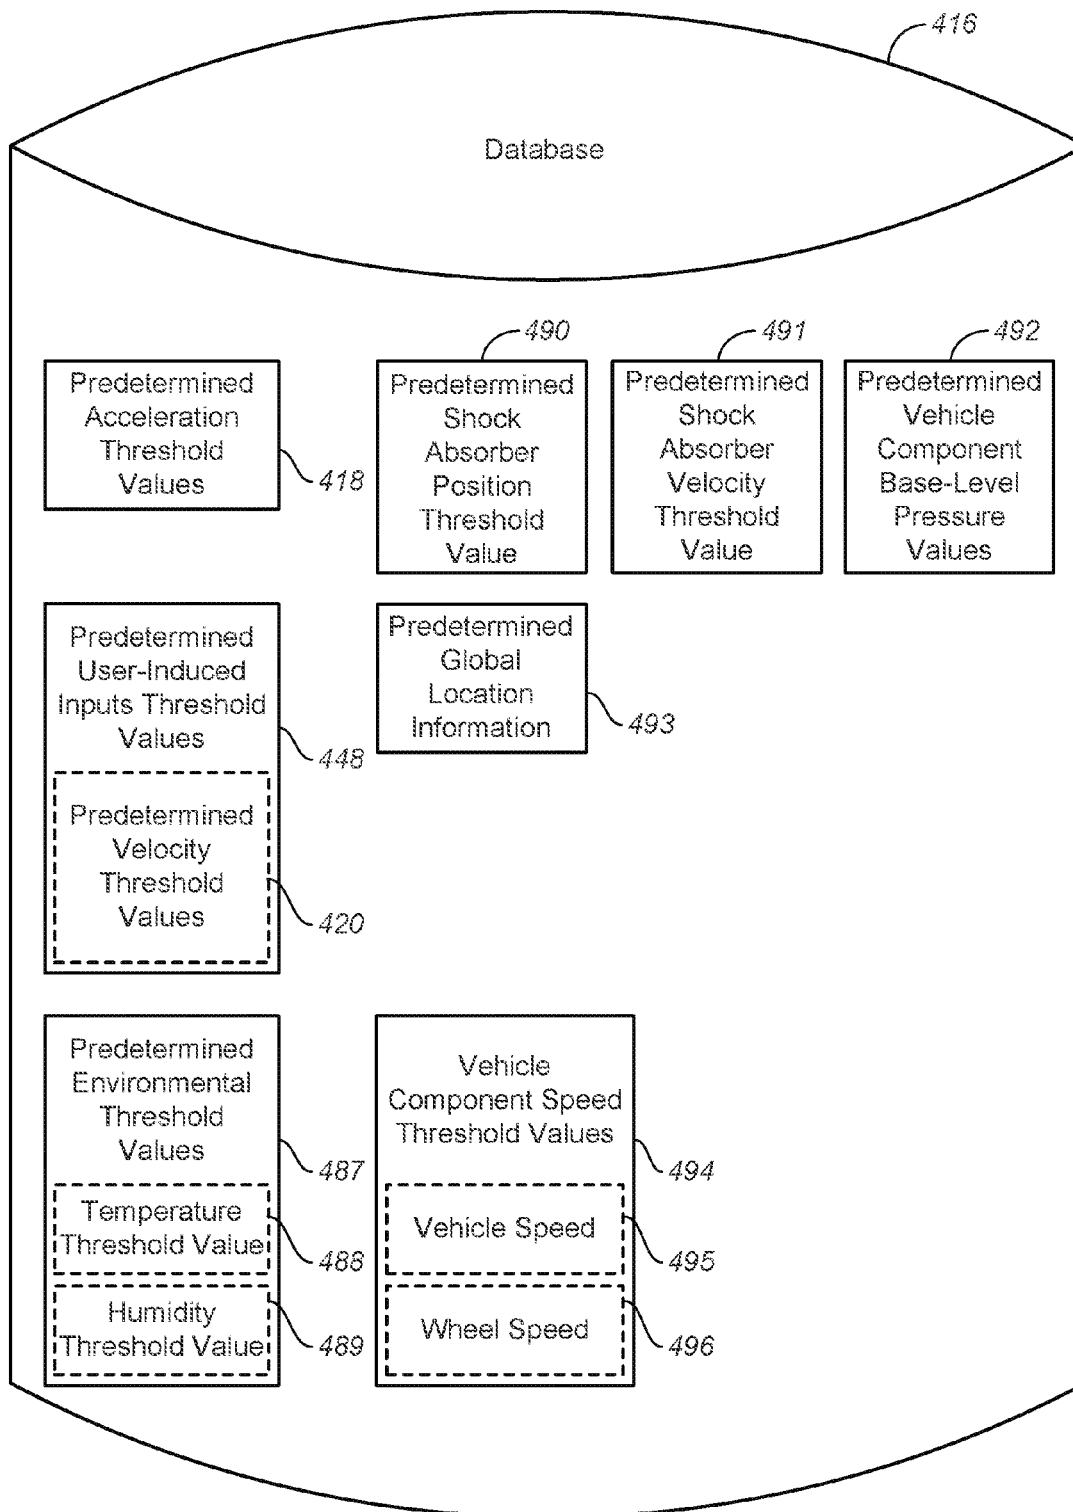 416
Database
490
491
492
Predetermined
Acceleration
Threshold
Values
418
Predetermined
Shock
Absorber
Position
Threshold
Value
Predetermined
Shock
Absorber
Velocity
Threshold
Value
Predetermined
Vehicle
Component
Base-Level
Pressure
Values
Predetermined
User-Induced
Inputs Threshold
Values
448
Predetermined
Velocity
Threshold
Values
420
Predetermined
Global
Location
Information
493
Predetermined
Environmental
Threshold
Values
487
Temperature
Threshold Value
488
Humidity
Threshold Value
489
Vehicle
Component Speed
Threshold Values
494
Vehicle Speed
495
Wheel Speed
496